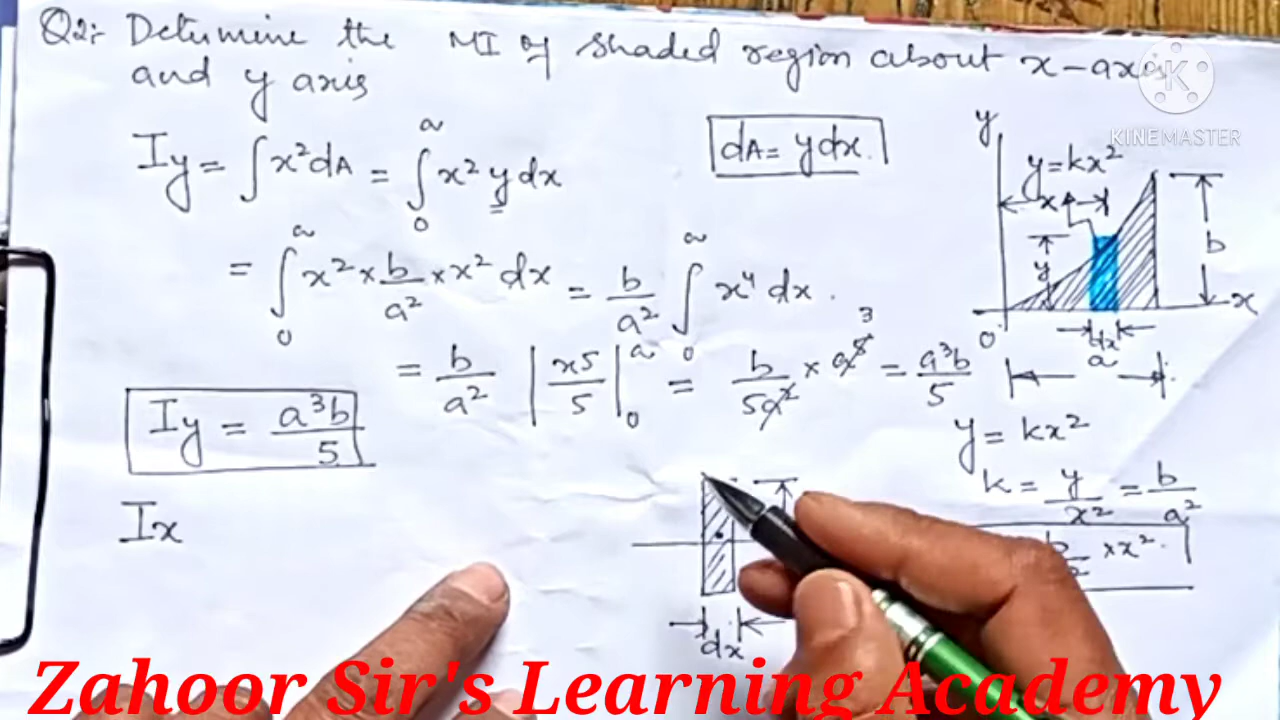 Q2:- Determine the MI of shaded region about x-axis
and y axis
KINEMASTER
Iy = ∫x²dA = ∫₀ᵃ x² y dx
dA = ydx.
y
y=kx²
x
b
y
x
O
dx
a
= ∫₀ᵃ x² × b/a² × x² dx = b/a² ∫₀ᵃ x⁴ dx.
= b/a² |x5/5|₀ᵃ = b/5a² × a⁵ 3 = a³b/5
Iy = a³b/5
y = kx²
k = y/x² = b/a²
× x².
Ix
dx
Zahoor Sir's Learning Academy